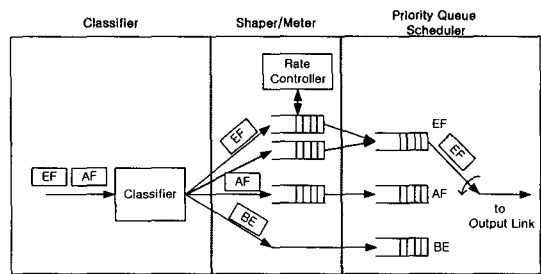 Classifier
Shaper/Meter
Priority Queue
Scheduler
Rate
Controller
EF
EF
EF
EF AF
Classifier
AF
AF
to
Output Link
BE
BE